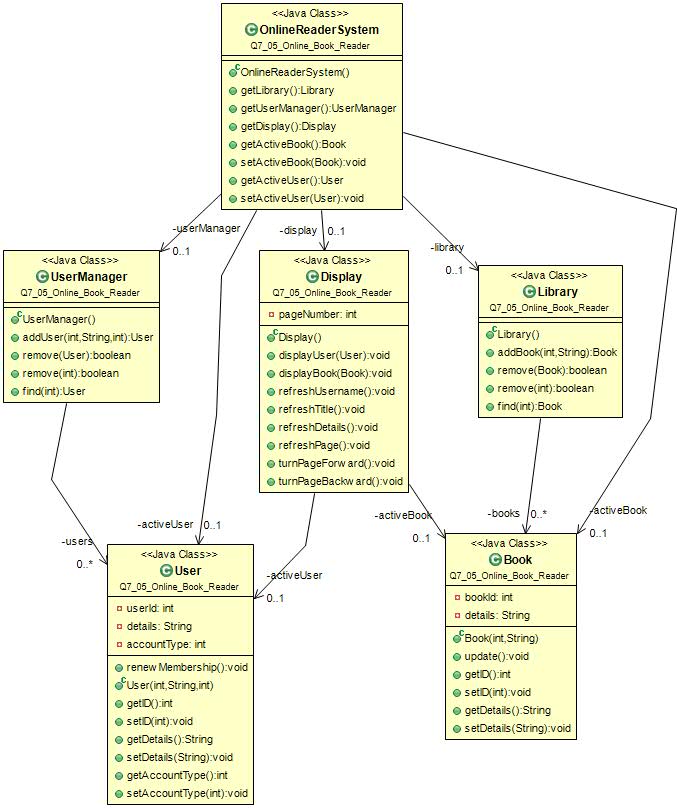 <<Java Class>>
OnlineReaderSystem
Q7_05_Online_Book_Reader
OnlineReaderSystem()
getLibrary():Library
getUserManager():UserManager
getDisplay():Display
getActiveBook():Book
setActiveBook(Book):void
getActiveUser():User
setActiveUser(User):void
-userManager
0..1
-display
0..1
-library
0..1
<<Java Class>>
UserManager
Q7_05_Online_Book_Reader
UserManager()
addUser(int,String,int):User
remove(User):boolean
remove(int):boolean
find(int):User
<<Java Class>>
Display
Q7_05_Online_Book_Reader
pageNumber: int
Display()
displayUser(User):void
displayBook(Book):void
refreshUsername():void
refreshTitle():void
refreshDetails():void
refreshPage():void
turnPageForward():void
turnPageBackward():void
<<Java Class>>
Library
Q7_05_Online_Book_Reader
Library()
addBook(int,String):Book
remove(Book):boolean
remove(int):boolean
find(int):Book
-users
0..*
-activeUser
0..1
-activeUser
0..1
-activeBook
0..1
-books
0..*
-activeBook
0..1
<<Java Class>>
User
Q7_05_Online_Book_Reader
userId: int
details: String
accountType: int
renewMembership():void
User(int,String,int)
getID():int
setID(int):void
getDetails():String
setDetails(String):void
getAccountType():int
setAccountType(int):void
<<Java Class>>
Book
Q7_05_Online_Book_Reader
bookId: int
details: String
Book(int,String)
update():void
getID():int
setID(int):void
getDetails():String
setDetails(String):void